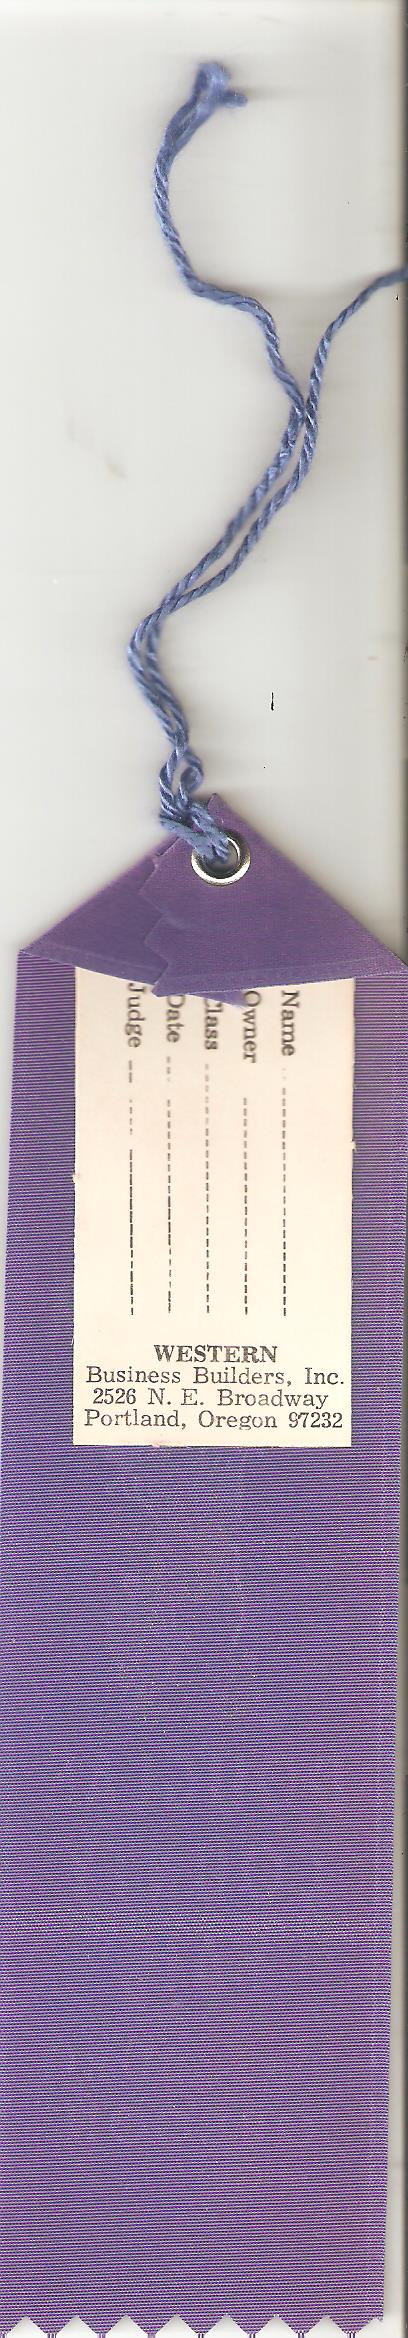 Name
Owner
Class
Date
Judge
WESTERN
Business Builders, Inc.
2526 N. E. Broadway
Portland, Oregon 97232